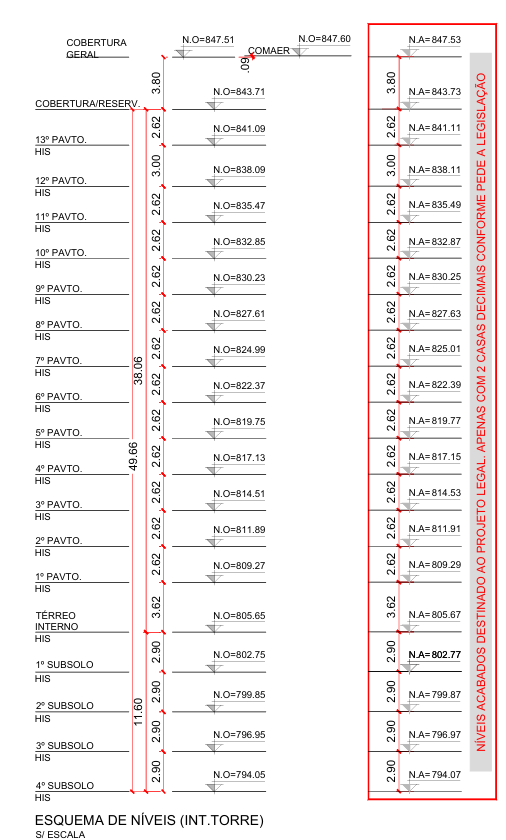 COBERTURA
GERAL
N.O=847.51
COMAER
N.O=847.60
.09
N.A=847.53
3.80
3.80
COBERTURA/RESERV.
N.O=843.71
N.A=843.73
2.62
2.62
13º PAVTO.
HIS
N.O=841.09
N.A=841.11
3.00
3.00
12º PAVTO.
HIS
N.O=838.09
N.A=838.11
2.62
2.62
11º PAVTO.
HIS
N.O=835.47
N.A=835.49
2.62
2.62
10º PAVTO.
HIS
N.O=832.85
N.A=832.87
2.62
2.62
9º PAVTO.
HIS
N.O=830.23
N.A=830.25
2.62
2.62
8º PAVTO.
HIS
N.O=827.61
N.A=827.63
2.62
2.62
7º PAVTO.
HIS
N.O=824.99
N.A=825.01
2.62
2.62
6º PAVTO.
HIS
N.O=822.37
N.A=822.39
2.62
2.62
5º PAVTO.
HIS
N.O=819.75
N.A=819.77
2.62
2.62
4º PAVTO.
HIS
N.O=817.13
N.A=817.15
2.62
2.62
3º PAVTO.
HIS
N.O=814.51
N.A=814.53
2.62
2.62
2º PAVTO.
HIS
N.O=811.89
N.A=811.91
2.62
2.62
1º PAVTO.
HIS
N.O=809.27
N.A=809.29
3.62
3.62
TÉRREO
INTERNO
HIS
N.O=805.65
N.A=805.67
2.90
2.90
1º SUBSOLO
HIS
N.O=802.75
N.A=802.77
2.90
2.90
2º SUBSOLO
HIS
N.O=799.85
N.A=799.87
2.90
2.90
3º SUBSOLO
HIS
N.O=796.95
N.A=796.97
2.90
2.90
4º SUBSOLO
HIS
N.O=794.05
N.A=794.07
38.06
49.66
11.60
NÍVEIS ACABADOS DESTINADO AO PROJETO LEGAL. APENAS COM 2 CASAS DECIMAIS CONFORME PEDE A LEGISLAÇÃO
ESQUEMA DE NÍVEIS (INT.TORRE)
S/ ESCALA